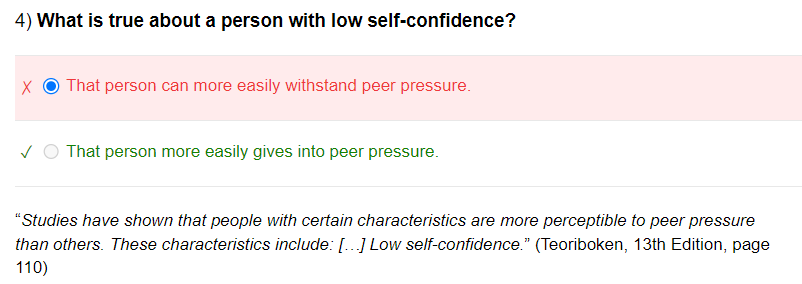 4) What is true about a person with low self-confidence?
✗ That person can more easily withstand peer pressure.
✓ That person more easily gives into peer pressure.
“Studies have shown that people with certain characteristics are more perceptible to peer pressure
than others. These characteristics include: […] Low self-confidence.” (Teoriboken, 13th Edition, page
110)